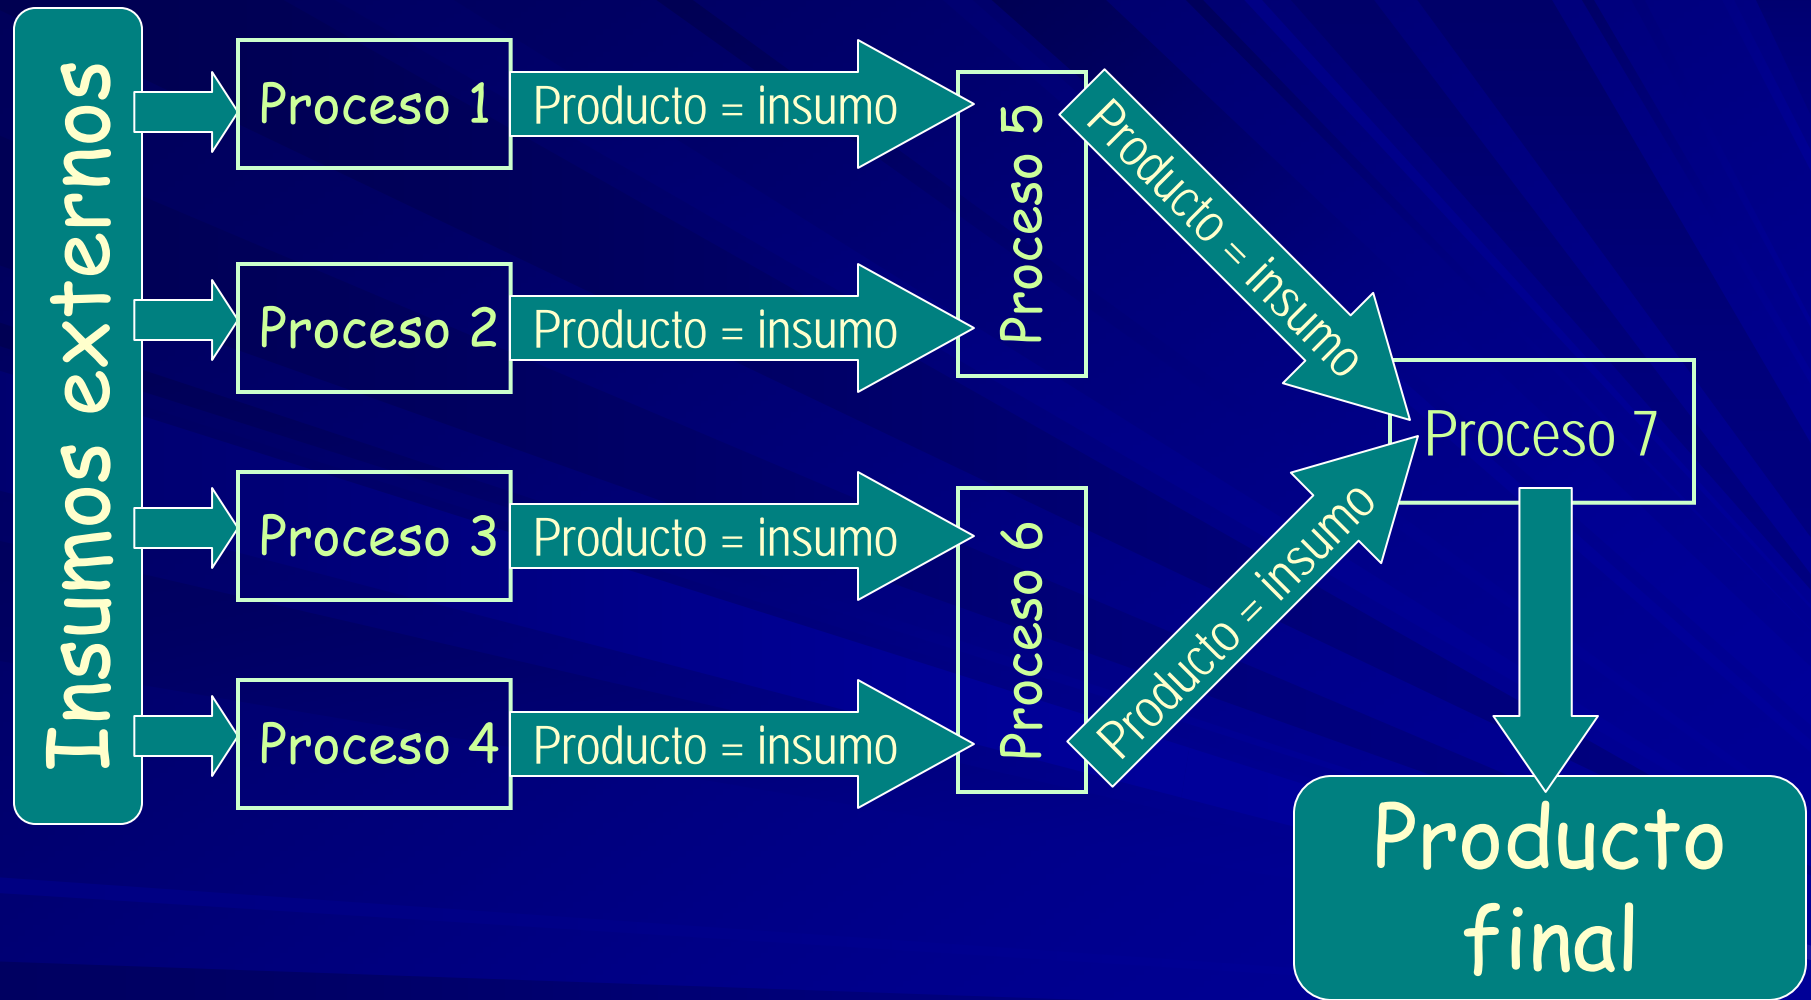 Insumos externos
Proceso 1
Producto = insumo
Proceso 2
Producto = insumo
Proceso 3
Producto = insumo
Proceso 4
Producto = insumo
Proceso 5
Proceso 6
Producto = insumo
Producto = insumo
Proceso 7
Producto
final